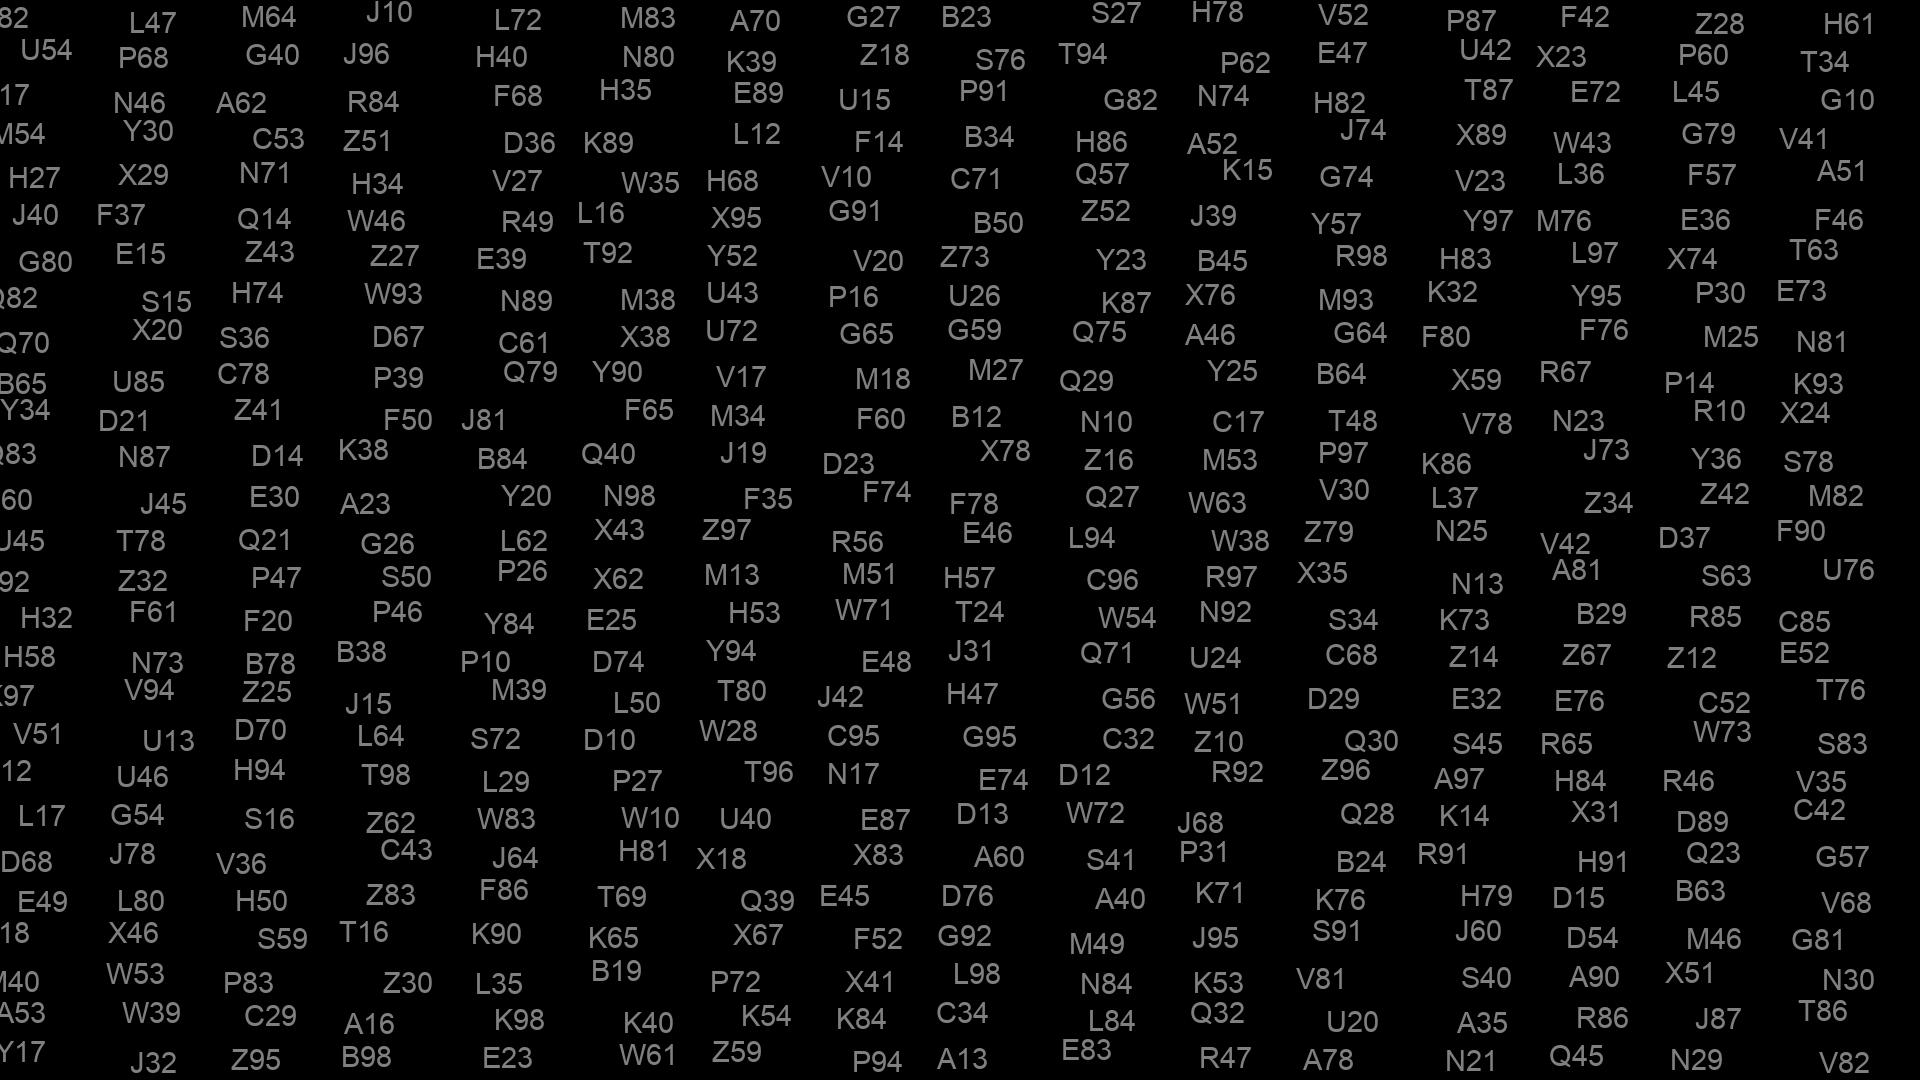 82 L47 M64 J10 L72 M83 A70 G27 B23 S27 H78 V52 P87 F42 Z28 H61
U54 P68 G40 J96 H40 N80 K39 Z18 S76 T94 P62 E47 U42 X23 P60 T34
17 N46 A62 R84 F68 H35 E89 U15 P91 G82 N74 H82 T87 E72 L45 G10
M54 Y30 C53 Z51 D36 K89 L12 F14 B34 H86 A52 J74 X89 W43 G79 V41
H27 X29 N71 H34 V27 W35 H68 V10 C71 Q57 K15 G74 V23 L36 F57 A51
J40 F37 Q14 W46 R49 L16 X95 G91 B50 Z52 J39 Y57 Y97 M76 E36 F46
G80 E15 Z43 Z27 E39 T92 Y52 V20 Z73 Y23 B45 R98 H83 L97 X74 T63
Q82 S15 H74 W93 N89 M38 U43 P16 U26 K87 X76 M93 K32 Y95 P30 E73
Q70 X20 S36 D67 C61 X38 U72 G65 G59 Q75 A46 G64 F80 F76 M25 N81
B65 U85 C78 P39 Q79 Y90 V17 M18 M27 Q29 Y25 B64 X59 R67 P14 K93
Y34 D21 Z41 F50 J81 F65 M34 F60 B12 N10 C17 T48 V78 N23 R10 X24
Q83 N87 D14 K38 B84 Q40 J19 D23 X78 Z16 M53 P97 K86 J73 Y36 S78
60 J45 E30 A23 Y20 N98 F35 F74 F78 Q27 W63 V30 L37 Z34 Z42 M82
U45 T78 Q21 G26 L62 X43 Z97 R56 E46 L94 W38 Z79 N25 V42 D37 F90
92 Z32 P47 S50 P26 X62 M13 M51 H57 C96 R97 X35 N13 A81 S63 U76
H32 F61 F20 P46 Y84 E25 H53 W71 T24 W54 N92 S34 K73 B29 R85 C85
H58 N73 B78 B38 P10 D74 Y94 E48 J31 Q71 U24 C68 Z14 Z67 Z12 E52
97 V94 Z25 J15 M39 L50 T80 J42 H47 G56 W51 D29 E32 E76 C52 T76
V51 U13 D70 L64 S72 D10 W28 C95 G95 C32 Z10 Q30 S45 R65 W73 S83
12 U46 H94 T98 L29 P27 T96 N17 E74 D12 R92 Z96 A97 H84 R46 V35
L17 G54 S16 Z62 W83 W10 U40 E87 D13 W72 J68 Q28 K14 X31 D89 C42
D68 J78 V36 C43 J64 H81 X18 X83 A60 S41 P31 B24 R91 H91 Q23 G57
E49 L80 H50 Z83 F86 T69 Q39 E45 D76 A40 K71 K76 H79 D15 B63 V68
18 X46 S59 T16 K90 K65 X67 F52 G92 M49 J95 S91 J60 D54 M46 G81
M40 W53 P83 Z30 L35 B19 P72 X41 L98 N84 K53 V81 S40 A90 X51 N30
A53 W39 C29 A16 K98 K40 K54 K84 C34 L84 Q32 U20 A35 R86 J87 T86
Y17 J32 Z95 B98 E23 W61 Z59 P94 A13 E83 R47 A78 N21 Q45 N29 V82